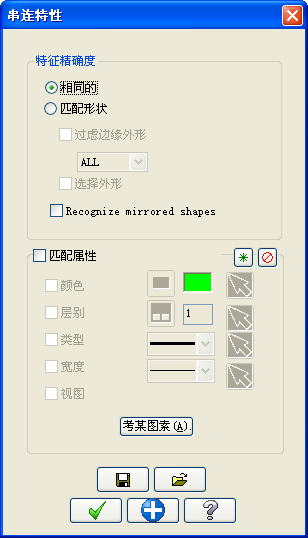 串连特性
特征精确度
相同的
匹配形状
过虑边缘外形
ALL
选择外形
Recognize mirrored shapes
匹配属性
颜色
层别
1
类型
宽度
视图
考某图素(A).